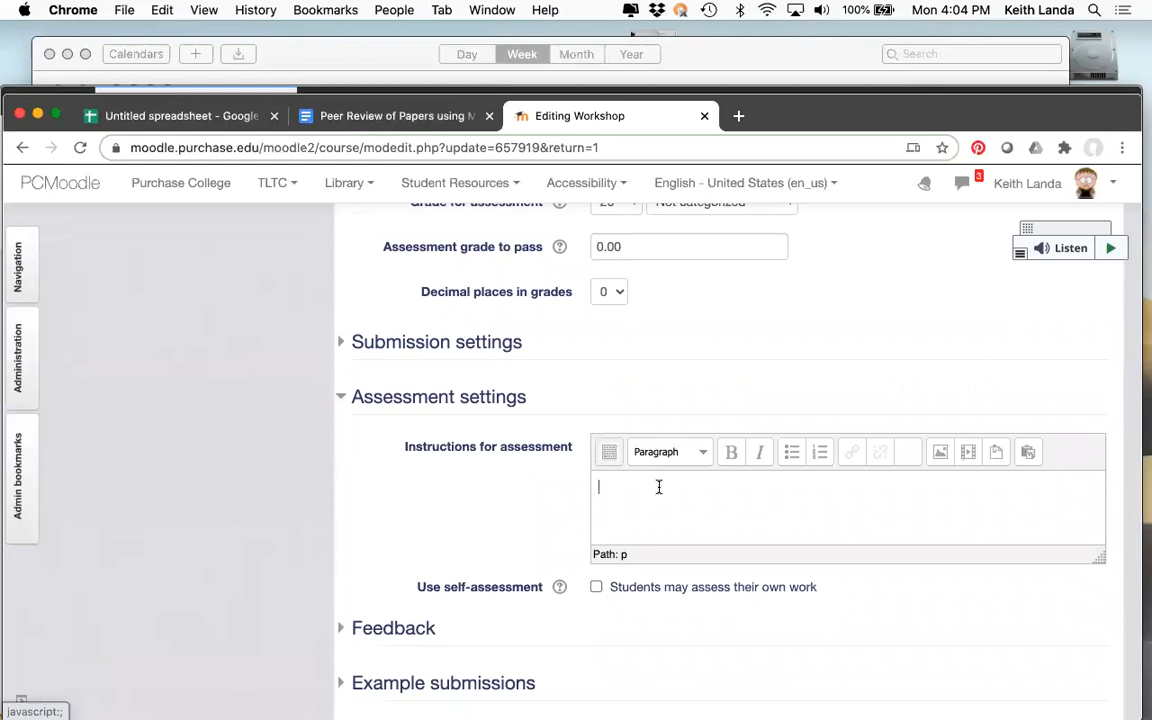 Chrome File Edit View History Bookmarks People Tab Window Help 100% Mon 4:04 PM Keith Landa
Calendars Day Week Month Year Search
Untitled spreadsheet - Google Peer Review of Papers using M Editing Workshop
moodle.purchase.edu/moodle2/course/modedit.php?update=657919&return=1
PCMoodle Purchase College TLTC Library Student Resources Accessibility English - United States (en_us) 3 Keith Landa
Grade for assessment 20 Not categorized
Assessment grade to pass 0.00
Listen
Decimal places in grades 0
Navigation
Administration
Admin bookmarks
Submission settings
Assessment settings
Instructions for assessment Paragraph B I
Path: p
Use self-assessment Students may assess their own work
Feedback
Example submissions
javascript:;